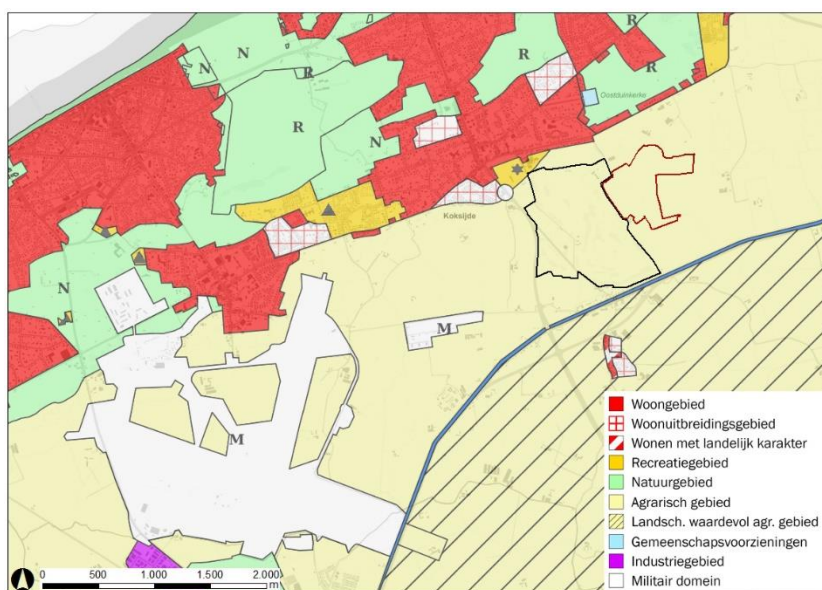 R
R
N
N
R
R
R
Oostduinkerke
R
N
Koksijde
N
M
M
Woongebied
Woonuitbreidingsgebied
Wonen met landelijk karakter
Recreatiegebied
Natuurgebied
Agrarisch gebied
Landsch. waardevol agr. gebied
Gemeenschapsvoorzieningen
Industriegebied
Militair domein
0 500 1.000 1.500 2.000
m